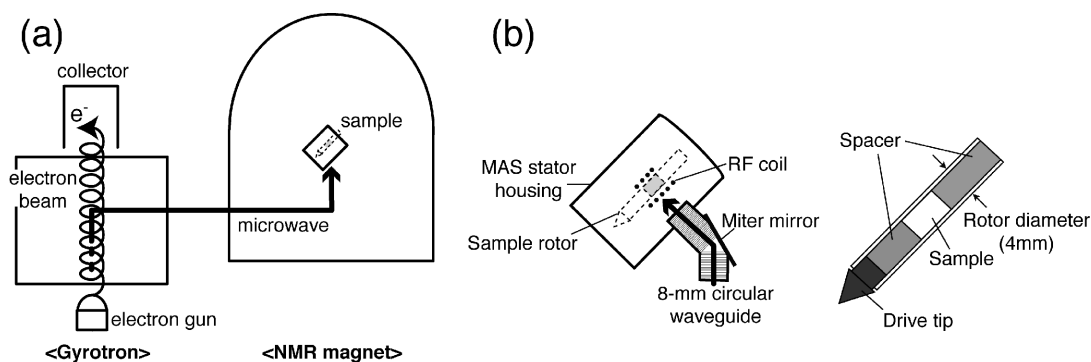 (a)
collector
e-
electron
beam
electron gun
<Gyrotron>
microwave
sample
<NMR magnet>
(b)
MAS stator
housing
RF coil
Sample rotor
Miter mirror
8-mm circular
waveguide
Spacer
Rotor diameter
(4mm)
Sample
Drive tip